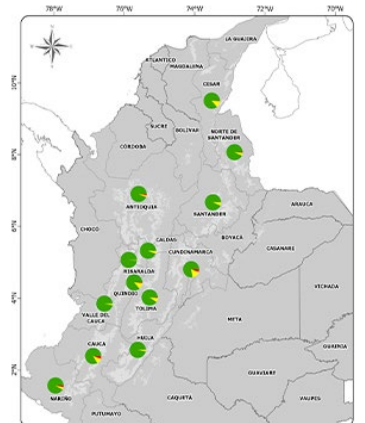 78°W 76°W 74°W 72°W 70°W
LA GUAJIRA
ATLANTICO
MAGDALENA
10°N
CESAR
SUCRE
BOLIVAR
NORTE DE
SANTANDER
8°N
CÓRDOBA
ANTIOQUIA
SANTANDER
ARAUCA
6°N
CHOCO
CALDAS
BOYACÁ
CUNDINAMARCA
CASANARE
RISARALDA
QUINDIO
VICHADA
4°N
TOLIMA
VALLE DEL
CAUCA
META
HUILA
CAUCA
GUAINIA
2°N
GUAVIARE
NARIÑO
CAQUETA
VAUPES
PUTUMAYO